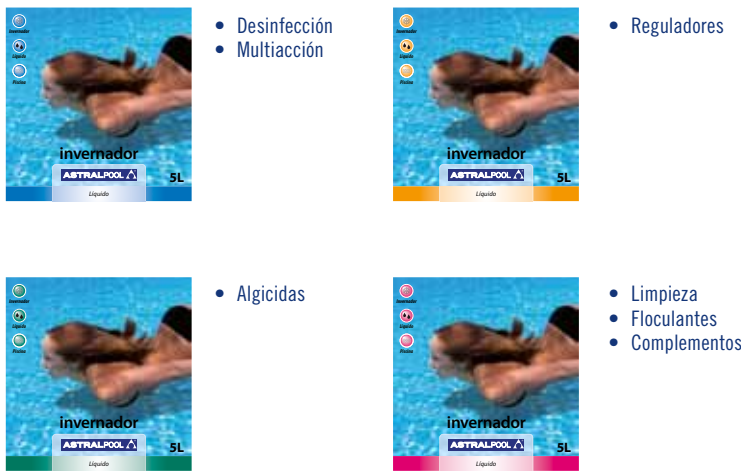 Invernador
Líquido
Piscina
invernador
ASTRALPOOL
5L
Líquido
• Desinfección
• Multiacción
Invernador
Líquido
Piscina
invernador
ASTRALPOOL
5L
Líquido
• Reguladores
Invernador
Líquido
Piscina
invernador
ASTRALPOOL
5L
Líquido
• Algicidas
Invernador
Líquido
Piscina
invernador
ASTRALPOOL
5L
Líquido
• Limpieza
• Floculantes
• Complementos